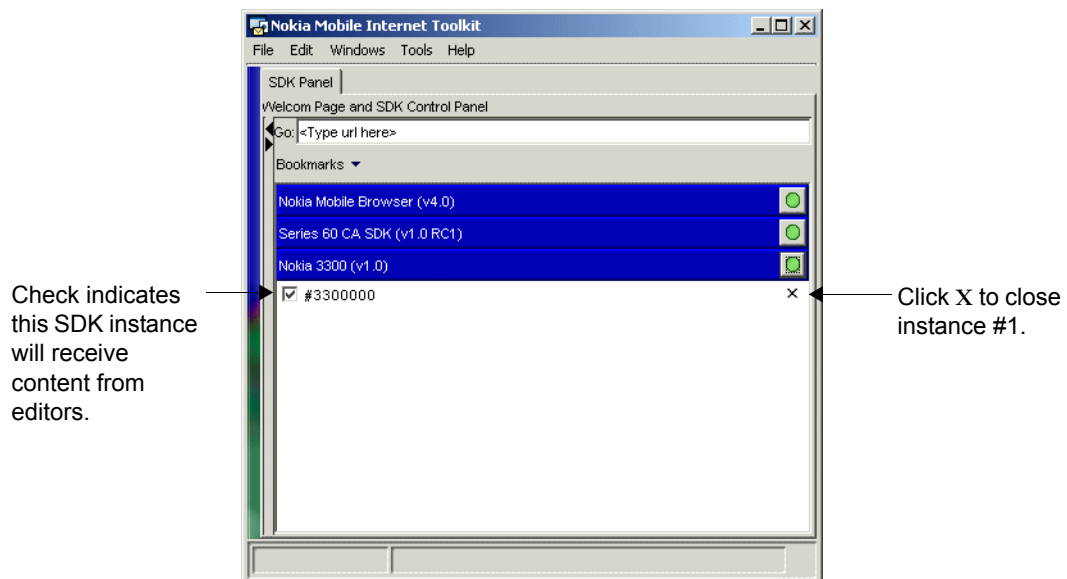 Nokia Mobile Internet Toolkit
File Edit Windows Tools Help
SDK Panel
Welcom Page and SDK Control Panel
Go: <Type url here>
Bookmarks
Nokia Mobile Browser (v4.0)
Series 60 CA SDK (v1.0 RC1)
Nokia 3300 (v1.0)
#3300000
Check indicates
this SDK instance
will receive
content from
editors.
Click X to close
instance #1.